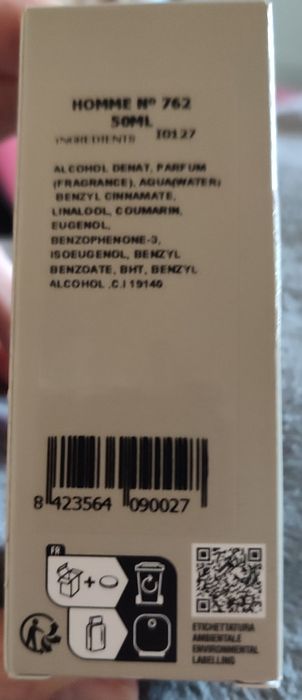 HOMME Nº 762
50ML
INGREDIENTS I0127
ALCOHOL DENAT, PARFUM
(FRAGRANCE), AQUA(WATER)
BENZYL CINNAMATE,
LINALOOL, COUMARIN,
EUGENOL,
BENZOPHENONE-3,
ISOEUGENOL, BENZYL
BENZOATE, BHT, BENZYL
ALCOHOL .C.I 19140
8 423564 090027
FR
+
ETICHETTATURA
AMBIENTALE
ENVIRONMENTAL
LABELLING